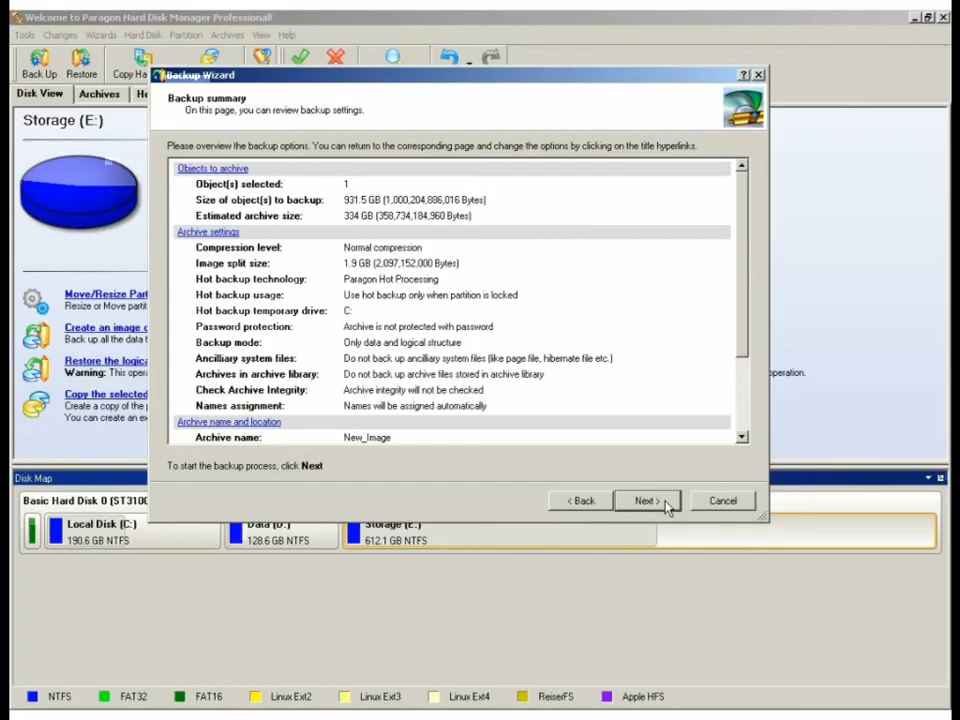 Welcome to Paragon Hard Disk Manager Professional!
Tools Changes Wizards Hard Disk Partition Archives View Help
Back Up Restore Copy Ha
Backup Wizard
Disk View Archives
Backup summary
On this page, you can review backup settings.
Storage (E:)
Please overview the backup options. You can return to the corresponding page and change the options by clicking on the title hyperlinks.
Objects to archive
Object(s) selected: 1
Size of object(s) to backup: 931.5 GB (1,000,204,886,016 Bytes)
Estimated archive size: 334 GB (358,734,184,960 Bytes)
Archive settings
Compression level: Normal compression
Image split size: 1.9 GB (2,097,152,000 Bytes)
Hot backup technology: Paragon Hot Processing
Hot backup usage: Use hot backup only when partition is locked
Hot backup temporary drive: C:
Password protection: Archive is not protected with password
Backup mode: Only data and logical structure
Ancilliary system files: Do not back up ancilliary system files (like page file, hibernate file etc.)
Archives in archive library: Do not back up archive files stored in archive library
Check Archive Integrity: Archive integrity will not be checked
Names assignment: Names will be assigned automatically
Archive name and location
Archive name: New_Image
To start the backup process, click Next
< Back Next > Cancel
Move/Resize Par
Resize or Move partit
Create an image o
Back up all the data
Restore the logica
Warning: This oper
operation.
Copy the selected
Create a copy of the p
You can create an ex
Disk Map
Basic Hard Disk 0 (ST3100
Local Disk (C:)
190.6 GB NTFS
Data (D:)
128.6 GB NTFS
Storage (E:)
612.1 GB NTFS
NTFS FAT32 FAT16 Linux Ext2 Linux Ext3 Linux Ext4 ReiserFS Apple HFS